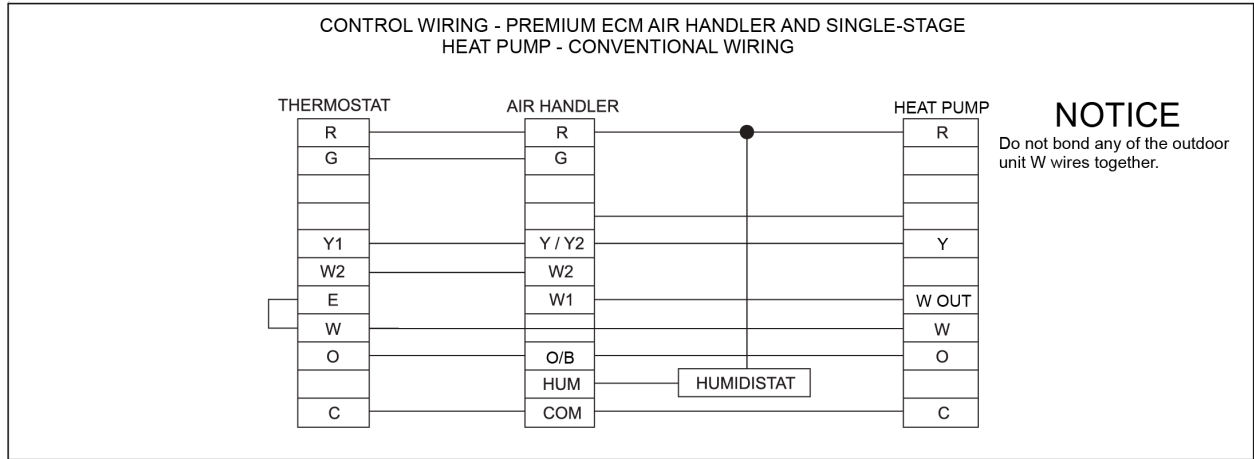 CONTROL WIRING - PREMIUM ECM AIR HANDLER AND SINGLE-STAGE
HEAT PUMP - CONVENTIONAL WIRING
THERMOSTAT
R
G
Y1
W2
E
W
O
C
AIR HANDLER
R
G
Y / Y2
W2
W1
O/B
HUM
COM
HUMIDISTAT
HEAT PUMP
R
Y
W OUT
W
O
C
NOTICE
Do not bond any of the outdoor
unit W wires together.